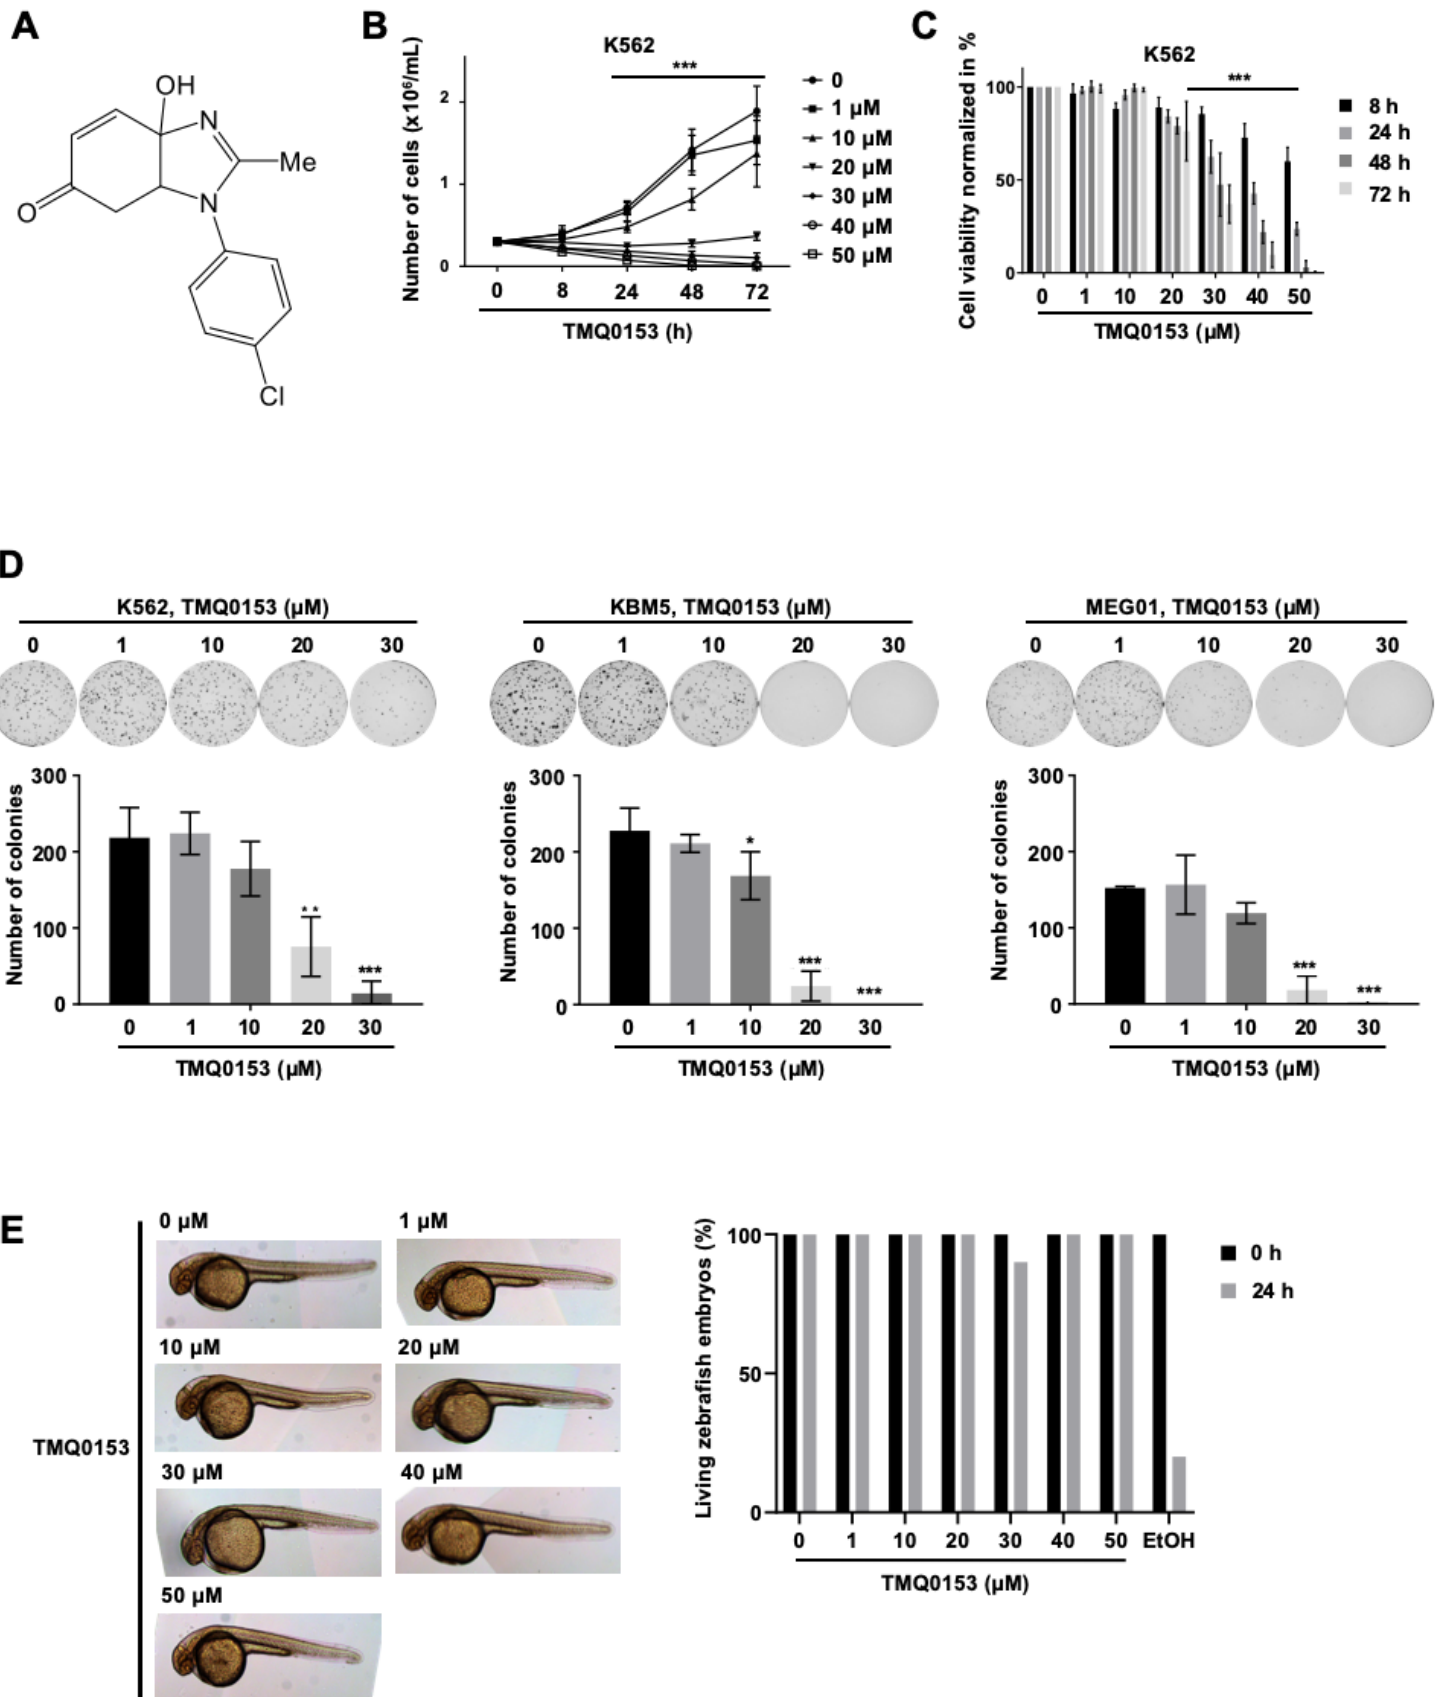 A
OH
N
Me
N
O
Cl
B
K562
***
Number of cells (x10⁶/mL)
2
1
0
0 8 24 48 72
TMQ0153 (h)
0
1 µM
10 µM
20 µM
30 µM
40 µM
50 µM
C
K562
***
Cell viability normalized in %
100
50
0
0 1 10 20 30 40 50
TMQ0153 (µM)
8 h
24 h
48 h
72 h
D
K562, TMQ0153 (µM)
0 1 10 20 30
Number of colonies
300
200
100
0
**
***
0 1 10 20 30
TMQ0153 (µM)
KBM5, TMQ0153 (µM)
0 1 10 20 30
Number of colonies
300
200
100
0
*
***
***
0 1 10 20 30
TMQ0153 (µM)
MEG01, TMQ0153 (µM)
0 1 10 20 30
Number of colonies
300
200
100
0
***
***
0 1 10 20 30
TMQ0153 (µM)
E
TMQ0153
0 µM
1 µM
10 µM
20 µM
30 µM
40 µM
50 µM
Living zebrafish embryos (%)
100
50
0
0 1 10 20 30 40 50 EtOH
TMQ0153 (µM)
0 h
24 h